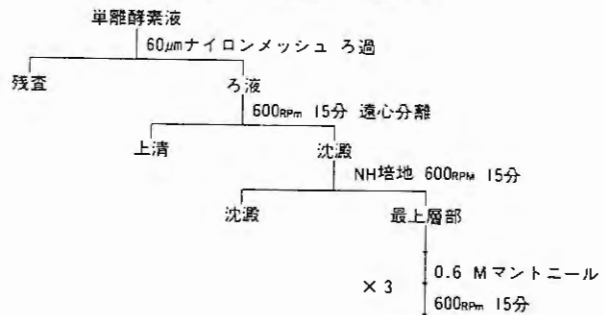 単離酵素液
60μmナイロンメッシュ ろ過
残査 ろ液
600RPm 15分 遠心分離
上清 沈澱
NH培地 600RPM 15分
沈澱 最上層部
0.6 Mマントニール
×3
600RPm 15分